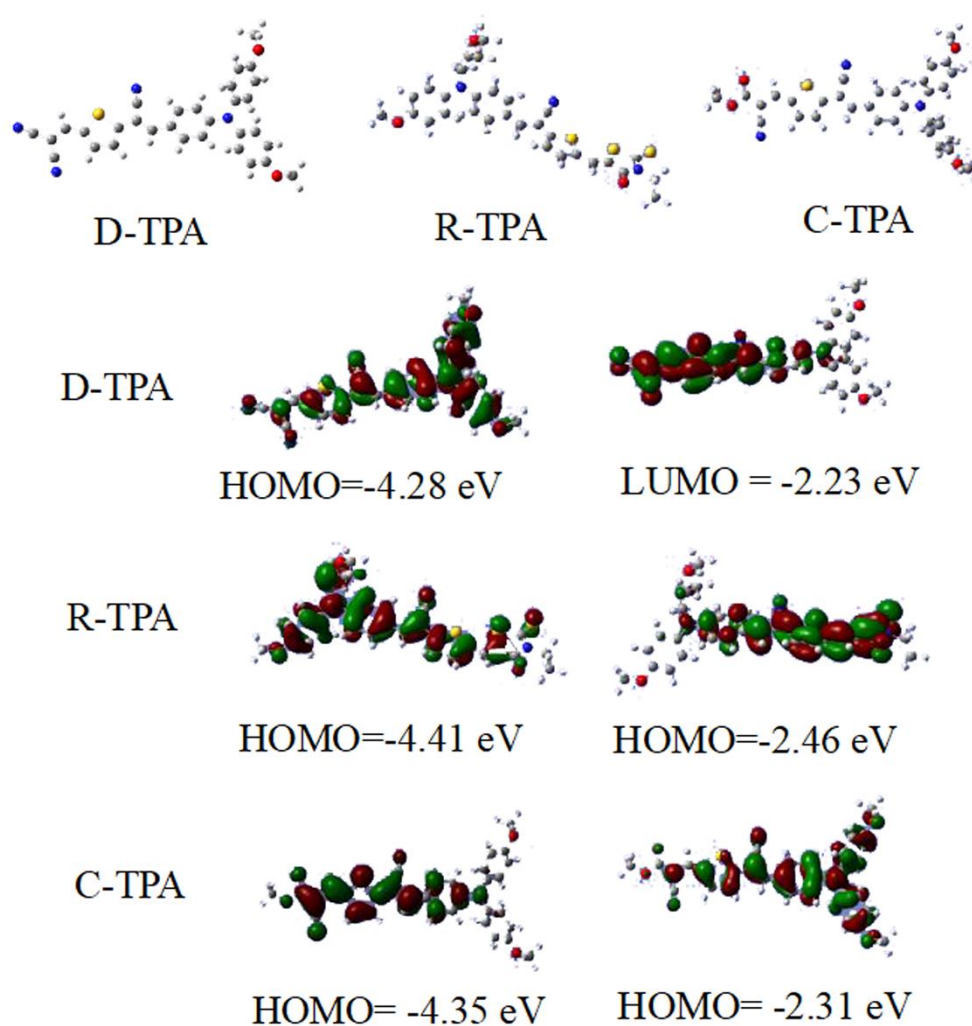 D-TPA
R-TPA
C-TPA
D-TPA
HOMO=-4.28 eV
LUMO = -2.23 eV
R-TPA
HOMO=-4.41 eV
HOMO=-2.46 eV
C-TPA
HOMO=-4.35 eV
HOMO=-2.31 eV